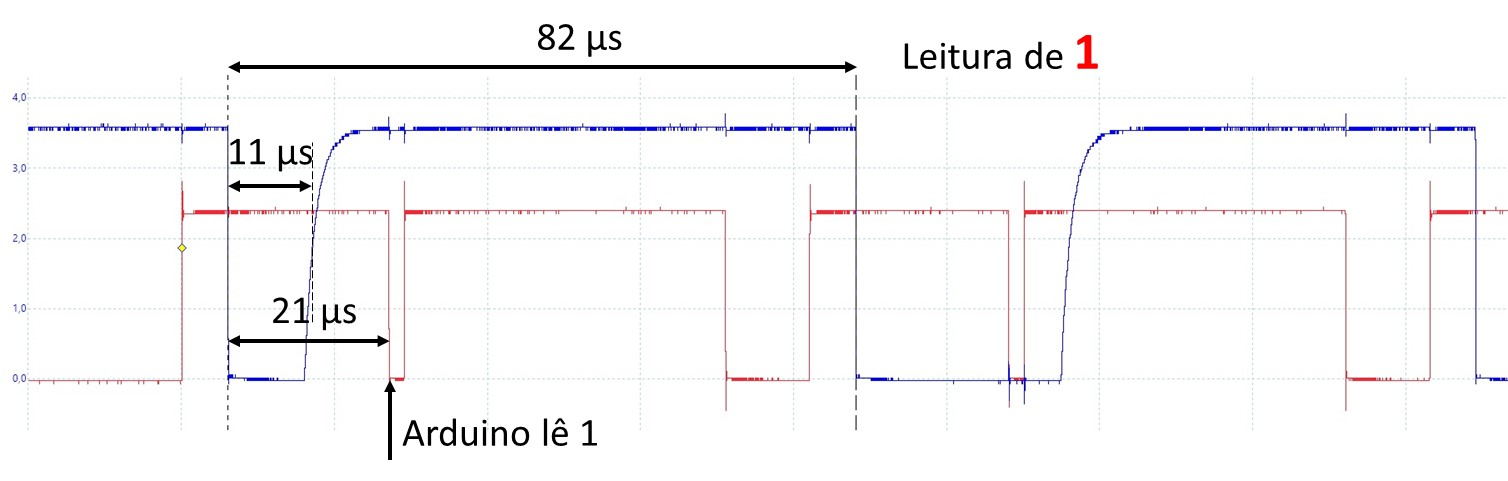 82 µs
Leitura de 1
4,0
11 µs
3,0
2,0
21 µs
1,0
0,0
Arduino lê 1